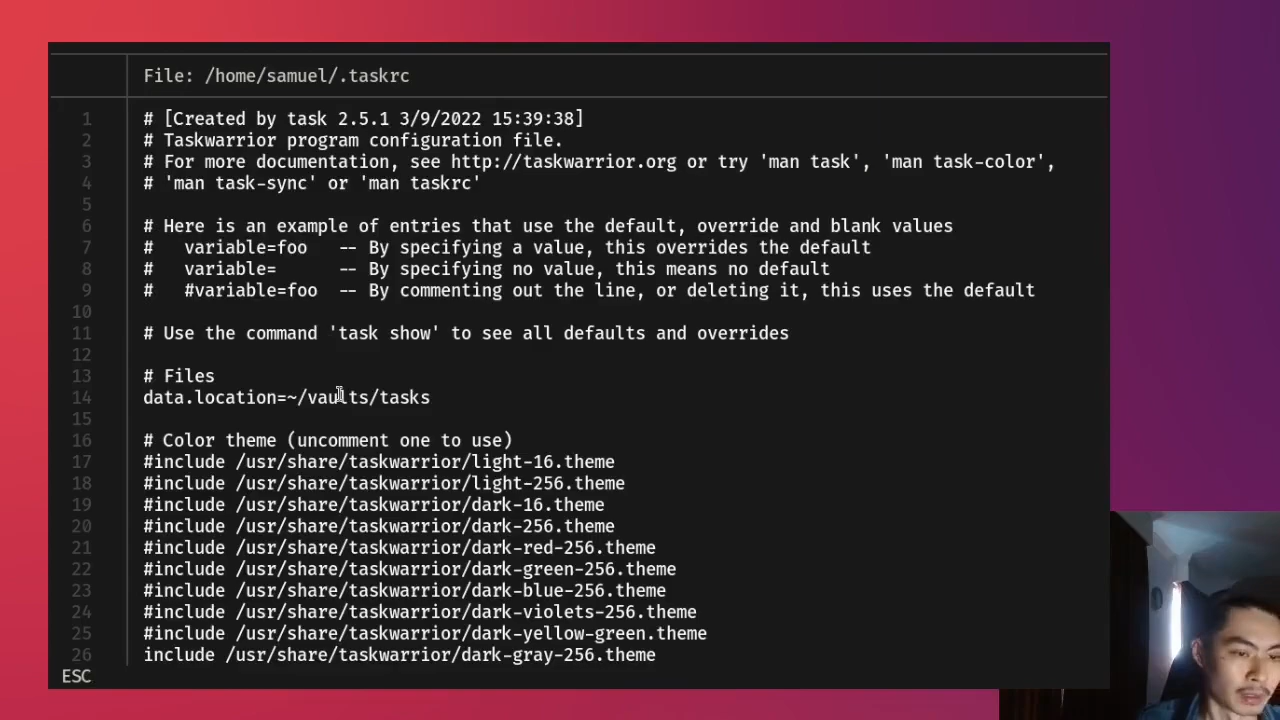 File: /home/samuel/.taskrc
1 # [Created by task 2.5.1 3/9/2022 15:39:38]
2 # Taskwarrior program configuration file.
3 # For more documentation, see http://taskwarrior.org or try 'man task', 'man task-color',
4 # 'man task-sync' or 'man taskrc'
5
6 # Here is an example of entries that use the default, override and blank values
7 #   variable=foo   -- By specifying a value, this overrides the default
8 #   variable=      -- By specifying no value, this means no default
9 #   #variable=foo  -- By commenting out the line, or deleting it, this uses the default
10
11 # Use the command 'task show' to see all defaults and overrides
12
13 # Files
14 data.location=~/vaults/tasks
15
16 # Color theme (uncomment one to use)
17 #include /usr/share/taskwarrior/light-16.theme
18 #include /usr/share/taskwarrior/light-256.theme
19 #include /usr/share/taskwarrior/dark-16.theme
20 #include /usr/share/taskwarrior/dark-256.theme
21 #include /usr/share/taskwarrior/dark-red-256.theme
22 #include /usr/share/taskwarrior/dark-green-256.theme
23 #include /usr/share/taskwarrior/dark-blue-256.theme
24 #include /usr/share/taskwarrior/dark-violets-256.theme
25 #include /usr/share/taskwarrior/dark-yellow-green.theme
26 include /usr/share/taskwarrior/dark-gray-256.theme
ESC